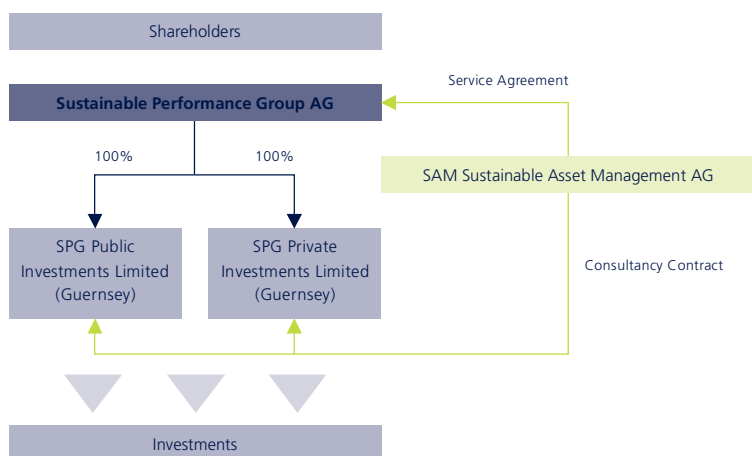 Shareholders
Service Agreement
Sustainable Performance Group AG
100%
100%
SAM Sustainable Asset Management AG
SPG Public
Investments Limited
(Guernsey)
SPG Private
Investments Limited
(Guernsey)
Consultancy Contract
Investments